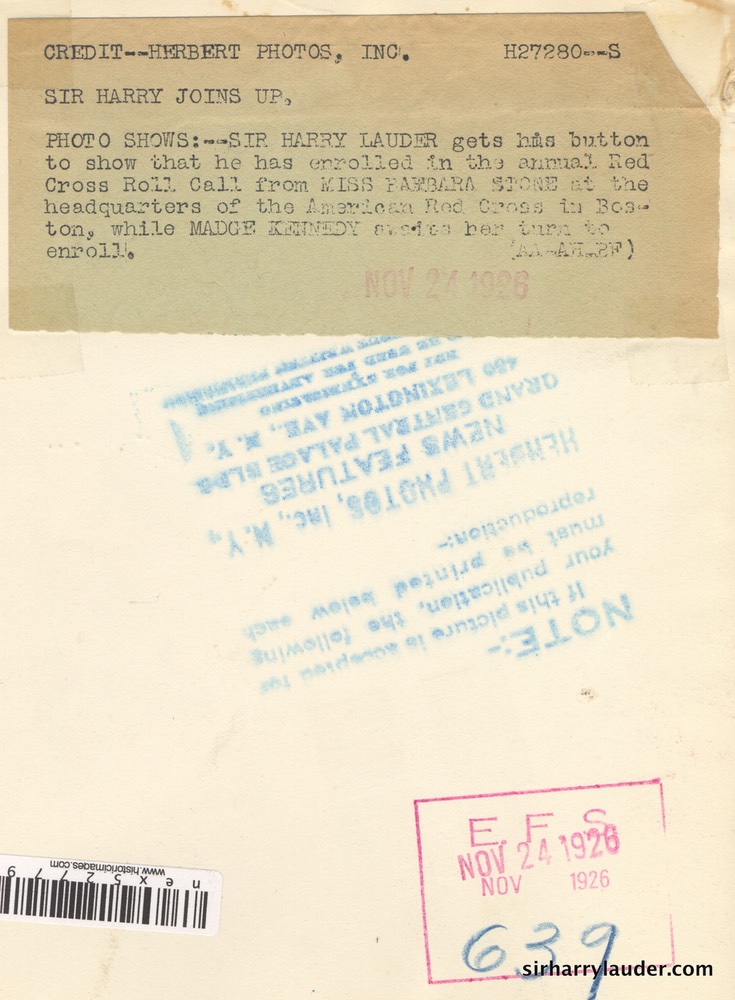 CREDIT--HERBERT PHOTOS, INC. H27280--S
SIR HARRY JOINS UP,
PHOTO SHOWS:--SIR HARRY LAUDER gets his button
to show that he has enrolled in the annual Red
Cross Roll Call from MISS BARBARA STONE at the
headquarters of the American Red Cross in Bos-
ton, while MADGE KENNEDY awaits her turn to
enroll.
NOV 24 1926
NOTE:-
If this picture is accepted for
your publication, the following
must be printed below each
reproduction:-
HERBERT PHOTOS, INC., N.Y.
NEWS FEATURES
GRAND CENTRAL PALACE BLDG
480 LEXINGTON AVE., N. Y.
NOT FOR SYNDICATING
E. F. S
NOV 24 1926
NOV 1926
639
www.historicimages.com
nex52779
sirharrylauder.com